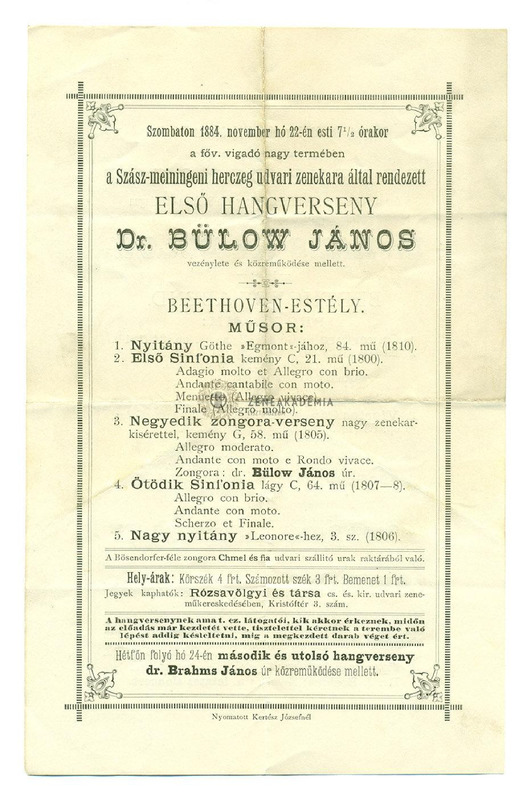 Szombaton 1884. november hó 22-én esti 7½ órakor
a föv. vigadó nagy termében
a Szász-meiningeni herczeg udvari zenekara által rendezett
ELSŐ HANGVERSENY
Dr. BÜLOW JÁNOS
vezénylete és közreműködése mellett.
BEETHOVEN-ESTÉLY.
MŰSOR:
1. Nyitány Göthe »Egmont«-jához, 84. mű (1810).
2. Első Sinfonia kemény C, 21. mű (1800).
Adagio molto et Allegro con brio.
Andante cantabile con moto.
Menuetto (Allegro vivace).
Finale (Allegro molto).
ZENEAKADÉMIA
3. Negyedik zongora-verseny nagy zenekar-
kisérettel, kemény G, 58. mű (1805).
Allegro moderato.
Andante con moto e Rondo vivace.
Zongora: dr. Bülow János úr.
4. Ötödik Sinfonia lágy C, 64. mű (1807—8).
Allegro con brio.
Andante con moto.
Scherzo et Finale.
5. Nagy nyitány »Leonore«-hez, 3. sz. (1806).
A Bösendorfer-féle zongora Chmel és fia udvari szállitó urak raktárából való.
Hely-árak: Körszék 4 frt. Számozott szék 3 frt. Bemenet 1 frt.
Jegyek kaphatók: Rózsavölgyi és társa cs. és kir. udvari zene-
műkereskedésében, Kristóftér 3. szám.
A hangversenynek ama t. cz. látogatói, kik akkor érkeznek, midőn
az előadás már kezdetét vette, tisztelettel kéretnek a terembe való
lépést addig késleltetni, mig a megkezdett darab véget ért.
Hétfőn folyó hó 24-én második és utolsó hangverseny
dr. Brahms János úr közreműködése mellett.
Nyomatott Kertész Józsefnél